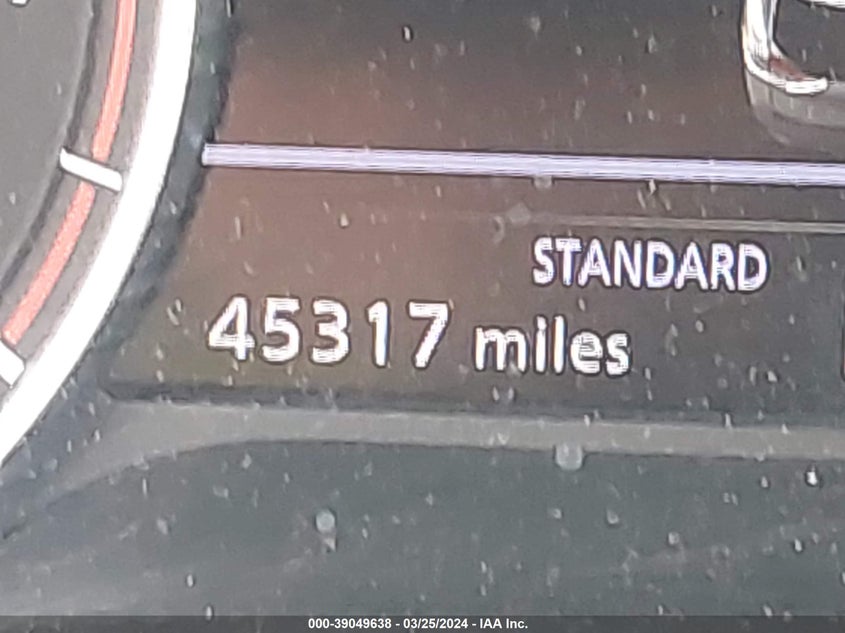 STANDARD
45317 miles
000-39049638 - 03/25/2024 - IAA Inc.